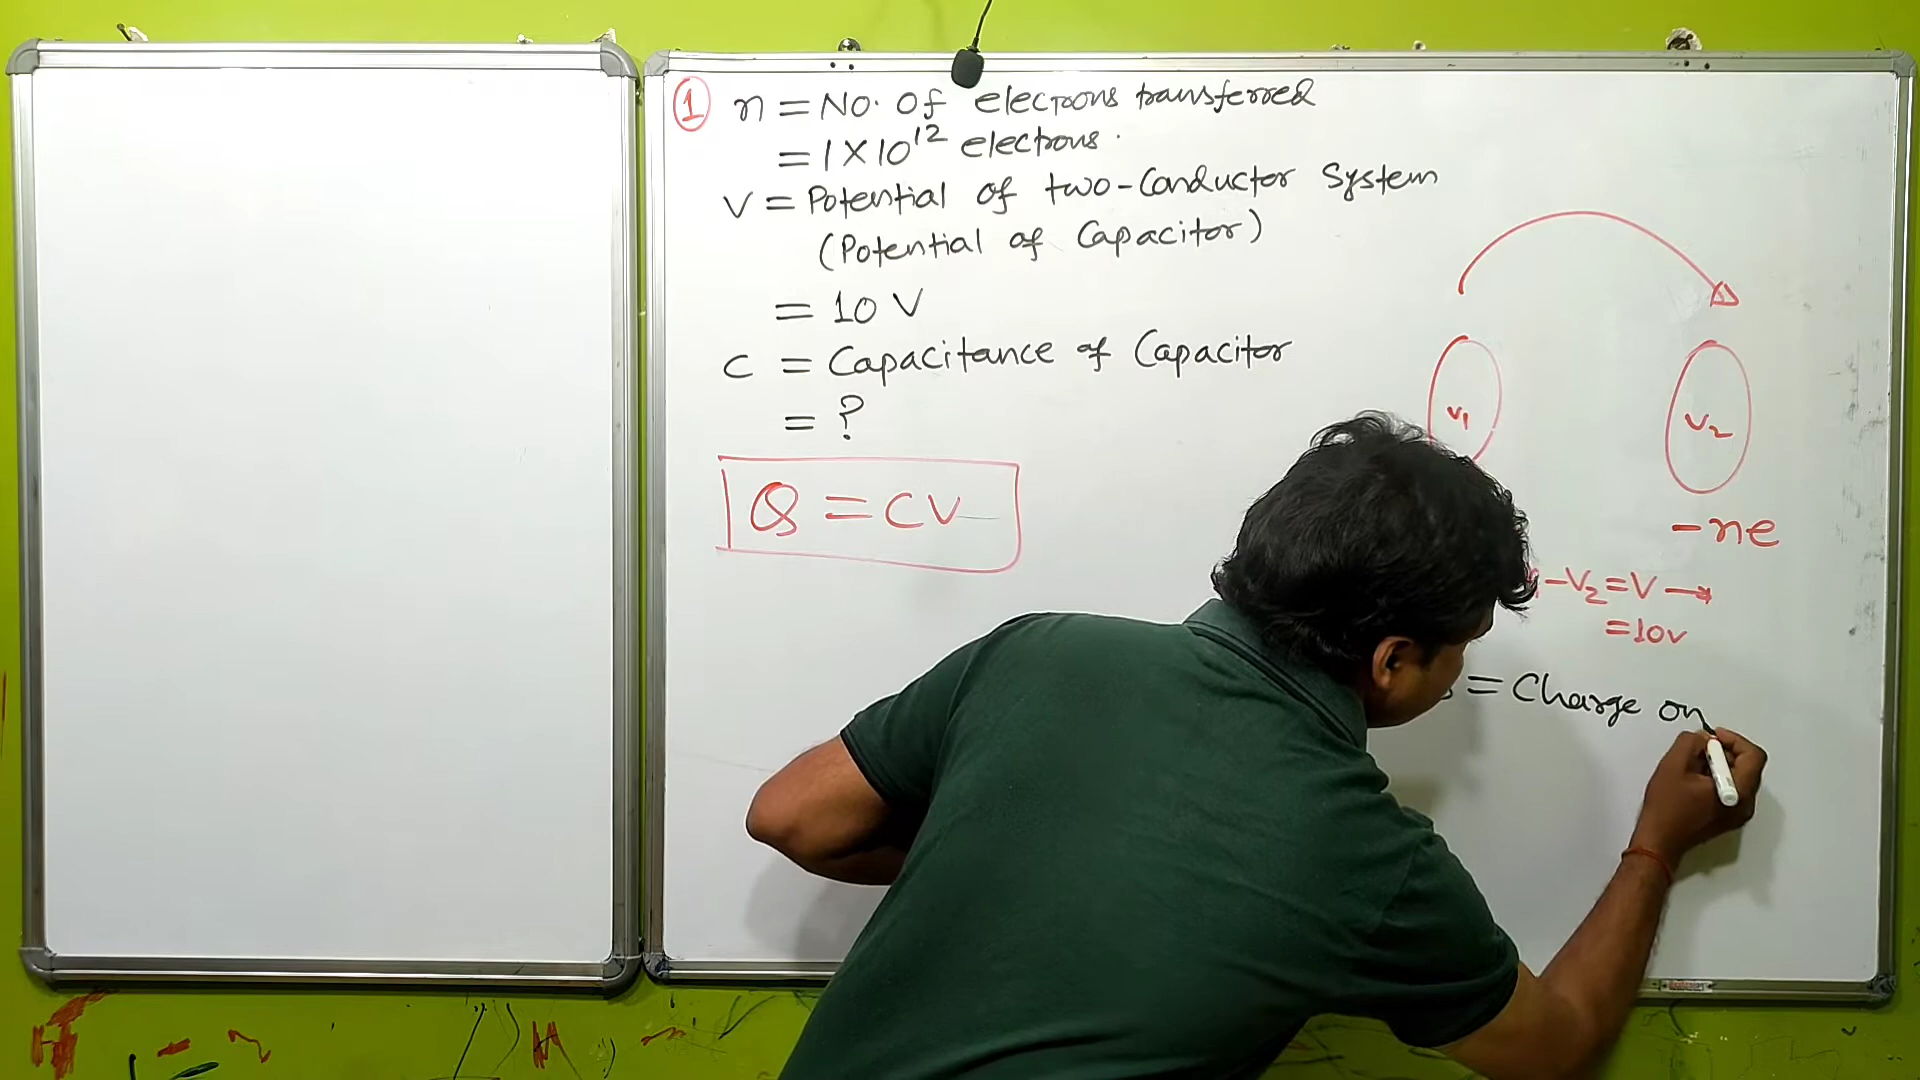 1 n = No. of electrons transferred
= 1 X 10¹² electrons.
V = Potential of two-Conductor System
(Potential of Capacitor)
= 10 V
C = Capacitance of Capacitor
= ?
Q = CV
V₁
V₂
-ne
-V₂ = V →
= 10V
= Charge on